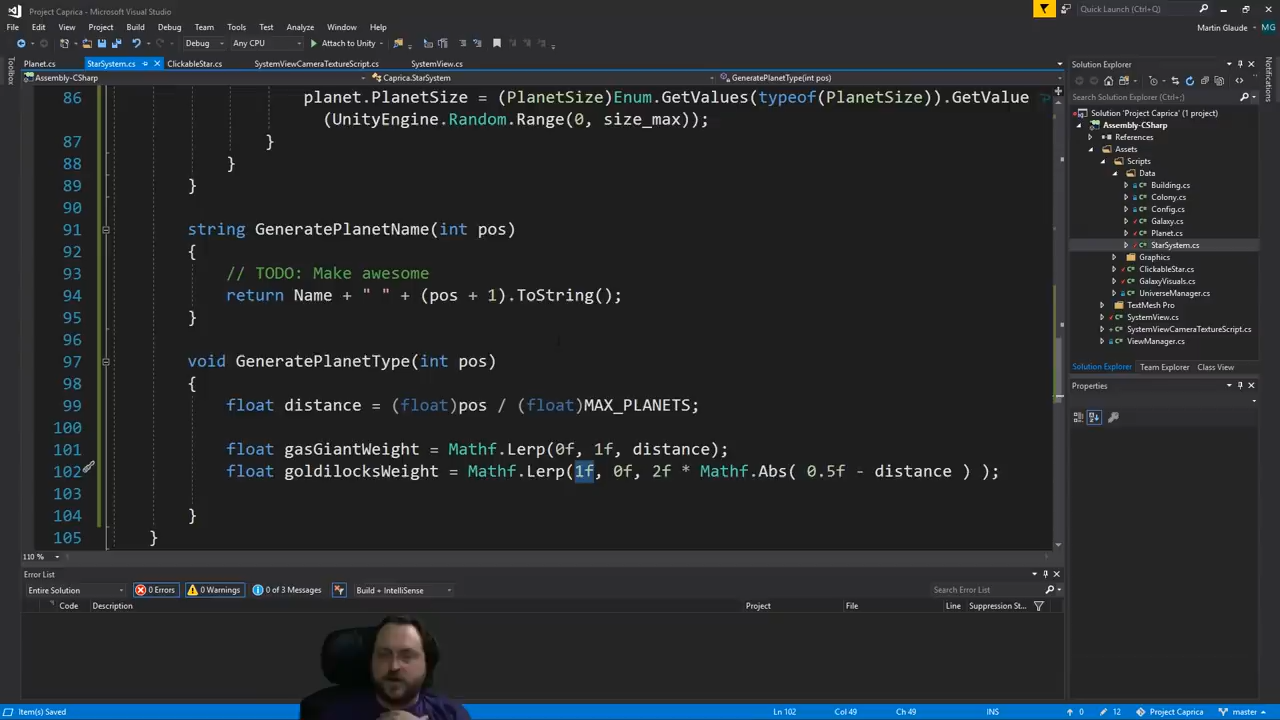 Project Caprica - Microsoft Visual Studio
Quick Launch (Ctrl+Q)
File Edit View Project Build Debug Team Tools Test Analyze Window Help
Martin Glaude MG
Debug Any CPU Attach to Unity
Toolbox
Planet.cs StarSystem.cs ClickableStar.cs SystemViewCameraTextureScript.cs SystemView.cs
Assembly-CSharp Caprica.StarSystem GeneratePlanetType(int pos)
86 planet.PlanetSize = (PlanetSize)Enum.GetValues(typeof(PlanetSize)).GetValue
(UnityEngine.Random.Range(0, size_max));
87 }
88 }
89 }
90
91 string GeneratePlanetName(int pos)
92 {
93 // TODO: Make awesome
94 return Name + " " + (pos + 1).ToString();
95 }
96
97 void GeneratePlanetType(int pos)
98 {
99 float distance = (float)pos / (float)MAX_PLANETS;
100
101 float gasGiantWeight = Mathf.Lerp(0f, 1f, distance);
102 float goldilocksWeight = Mathf.Lerp(1f, 0f, 2f * Mathf.Abs( 0.5f - distance ) );
103
104 }
105 }
110 %
Solution Explorer
Search Solution Explorer (Ctrl+;)
Solution 'Project Caprica' (1 project)
Assembly-CSharp
References
Assets
Scripts
Data
Building.cs
Colony.cs
Config.cs
Galaxy.cs
Planet.cs
StarSystem.cs
Graphics
ClickableStar.cs
GalaxyVisuals.cs
UniverseManager.cs
TextMesh Pro
SystemView.cs
SystemViewCameraTextureScript.cs
ViewManager.cs
Solution Explorer Team Explorer Class View
Properties
Notifications
Error List
Entire Solution 0 Errors 0 Warnings 0 of 3 Messages Build + IntelliSense Search Error List
Code Description Project File Line Suppression St...
Item(s) Saved Ln 102 Col 49 Ch 49 INS 0 12 Project Caprica master